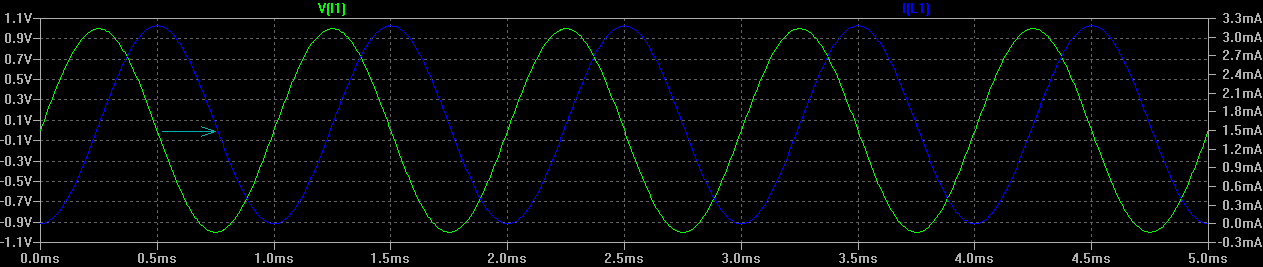 V(I1) I(L1)
1.1V 3.3mA
0.9V 3.0mA
0.7V 2.7mA
0.5V 2.4mA
0.3V 2.1mA
0.1V 1.8mA
-0.1V 1.5mA
-0.3V 1.2mA
-0.5V 0.9mA
-0.7V 0.6mA
-0.9V 0.3mA
-1.1V 0.0mA
-0.3mA
0.0ms 0.5ms 1.0ms 1.5ms 2.0ms 2.5ms 3.0ms 3.5ms 4.0ms 4.5ms 5.0ms